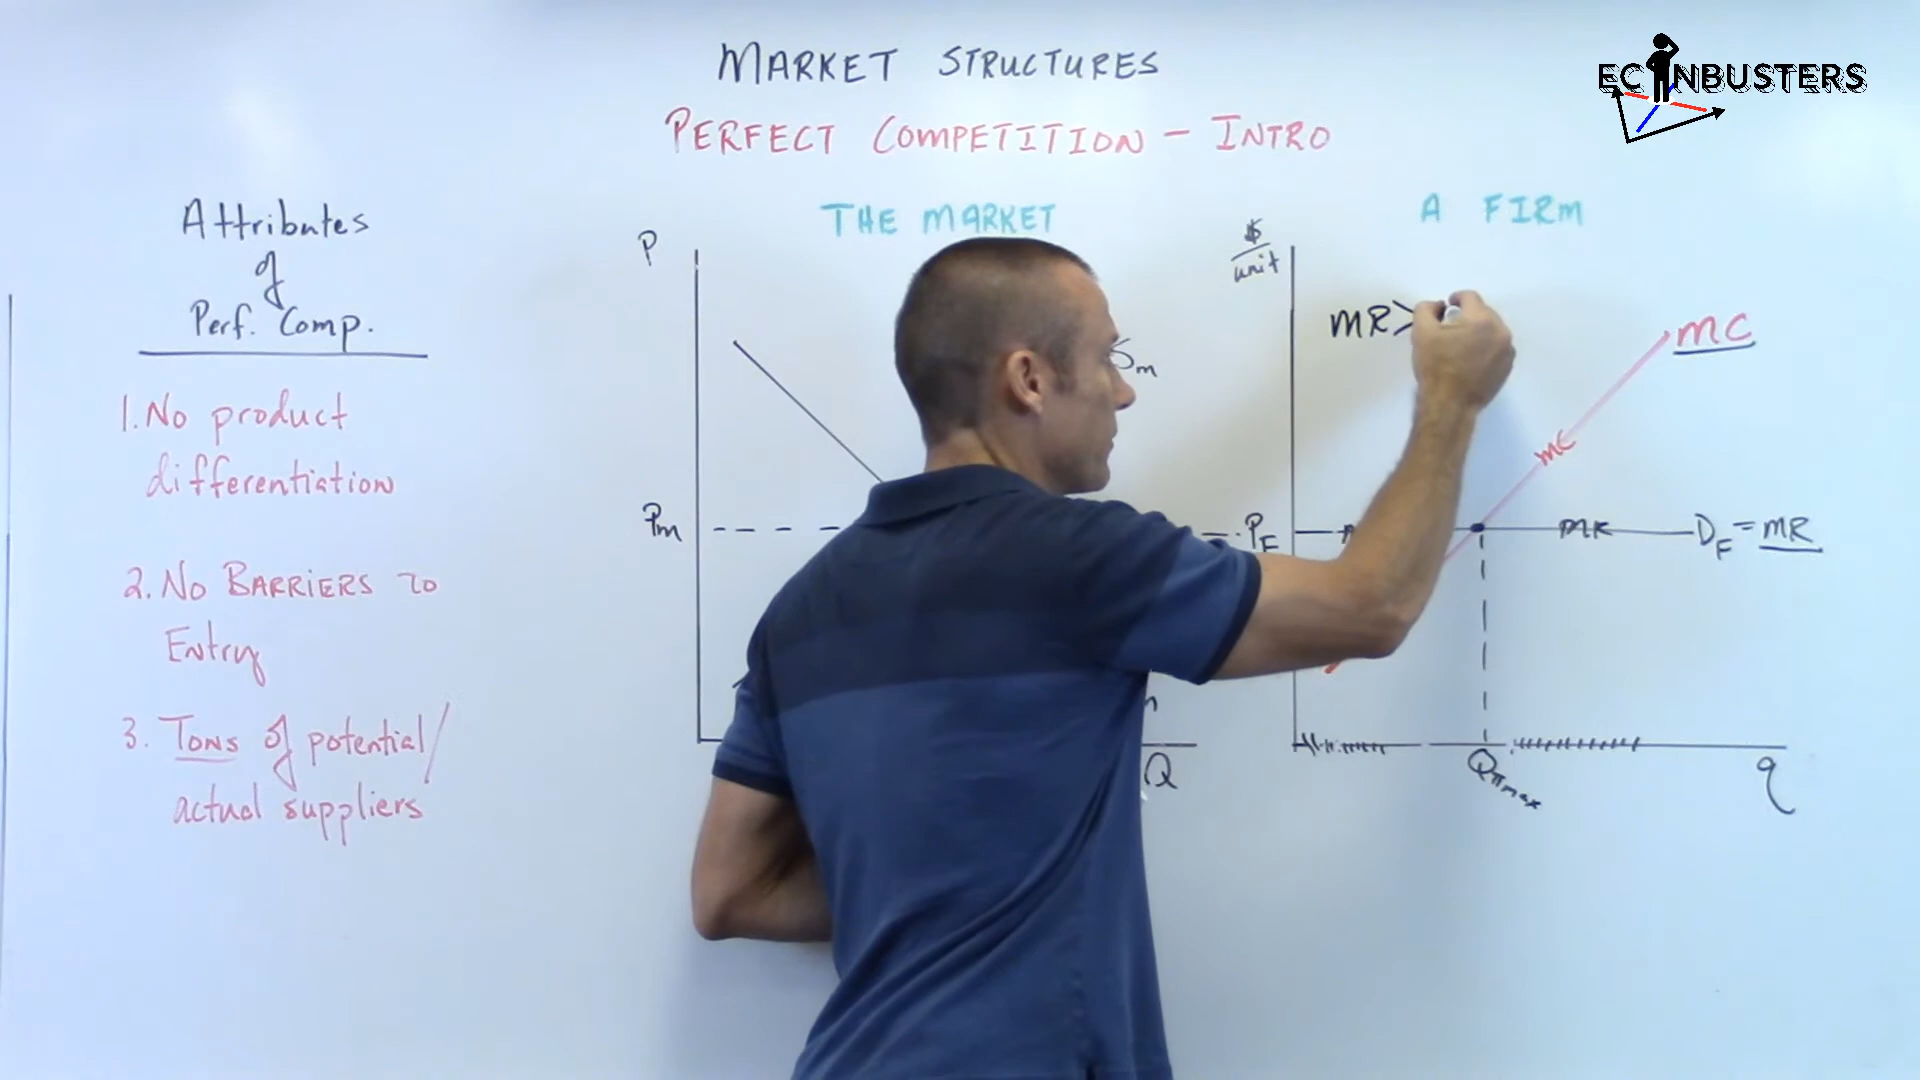 MARKET STRUCTURES
PERFECT COMPETITION - INTRO
ECONBUSTERS
Attributes
of
Perf. Comp.
1. No product
differentiation
2. No BARRIERS TO
Entry
3. Tons of potential/
actual suppliers
THE MARKET
P
Sm
Pm
Q
A FIRM
$/unit
MR>
MC
MC
PF
MR
DF = MR
Qπmax
q